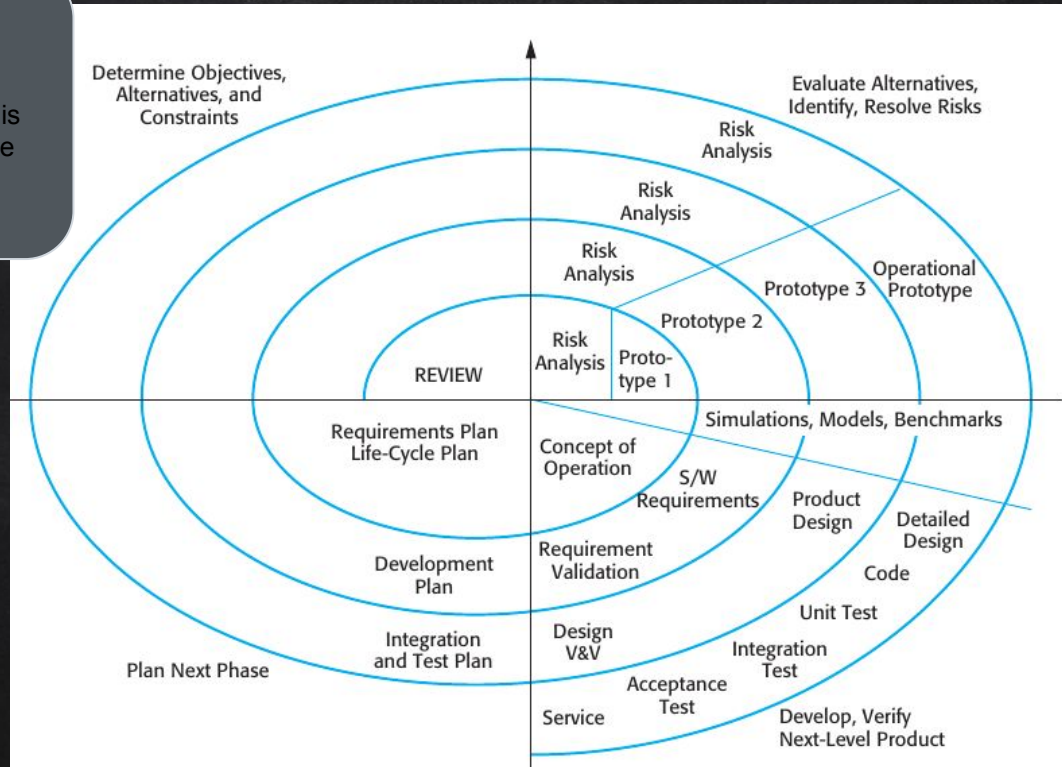 is
e
Determine Objectives,
Alternatives, and
Constraints
Evaluate Alternatives,
Identify, Resolve Risks
Risk
Analysis
Risk
Analysis
Risk
Analysis
Operational
Prototype
Prototype 3
Prototype 2
Risk
Analysis
Proto-
type 1
REVIEW
Simulations, Models, Benchmarks
Requirements Plan
Life-Cycle Plan
Concept of
Operation
S/W
Requirements
Product
Design
Detailed
Design
Development
Plan
Requirement
Validation
Code
Unit Test
Integration
and Test Plan
Design
V&V
Integration
Test
Plan Next Phase
Acceptance
Test
Service
Develop, Verify
Next-Level Product